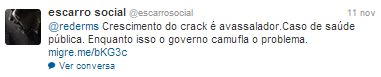 escarro social @escarrosocial 11 nov
@rederms Crescimento do crack é avassalador.Caso de saúde
pública. Enquanto isso o governo camufla o problema.
migre.me/bKG3c
Ver conversa